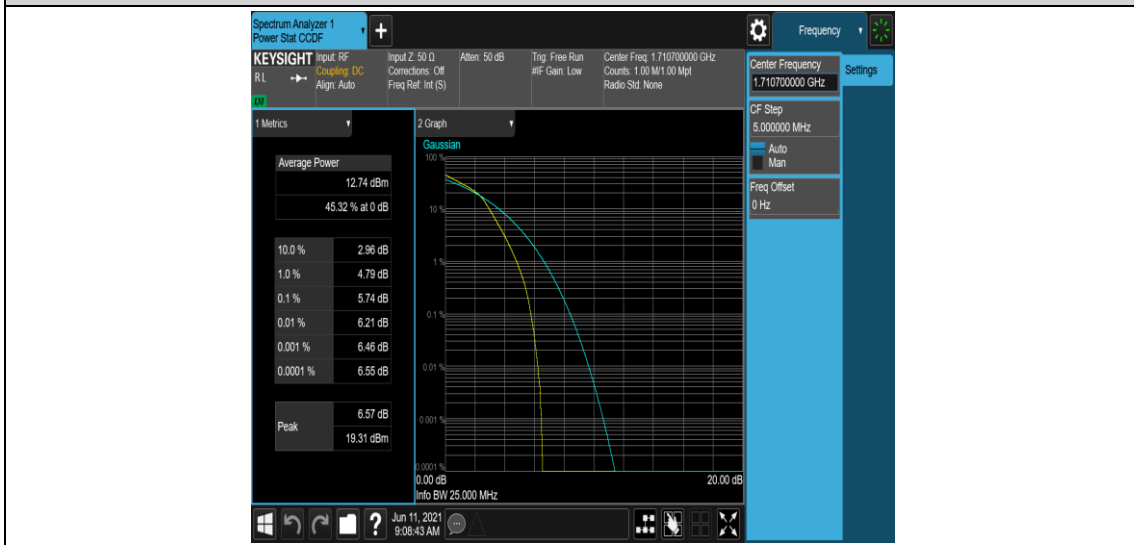 Spectrum Analyzer 1
Power Stat CCDF
+
Frequency
KEYSIGHT
RL
LXI
Input: RF
Coupling: DC
Align: Auto
Input Z: 50 Ω
Corrections: Off
Freq Ref: Int (S)
Atten: 50 dB
Trig: Free Run
#IF Gain: Low
Center Freq: 1.710700000 GHz
Counts: 1.00 M/1.00 Mpt
Radio Std: None
Center Frequency
1.710700000 GHz
Settings
CF Step
5.000000 MHz
Auto
Man
Freq Offset
0 Hz
1 Metrics
Average Power
12.74 dBm
45.32 % at 0 dB
10.0 % 2.96 dB
1.0 % 4.79 dB
0.1 % 5.74 dB
0.01 % 6.21 dB
0.001 % 6.46 dB
0.0001 % 6.55 dB
Peak
6.57 dB
19.31 dBm
2 Graph
Gaussian
100 %
10 %
1 %
0.1 %
0.01 %
0.001 %
0.0001 %
0.00 dB 20.00 dB
Info BW 25.000 MHz
?
Jun 11, 2021
9:08:43 AM